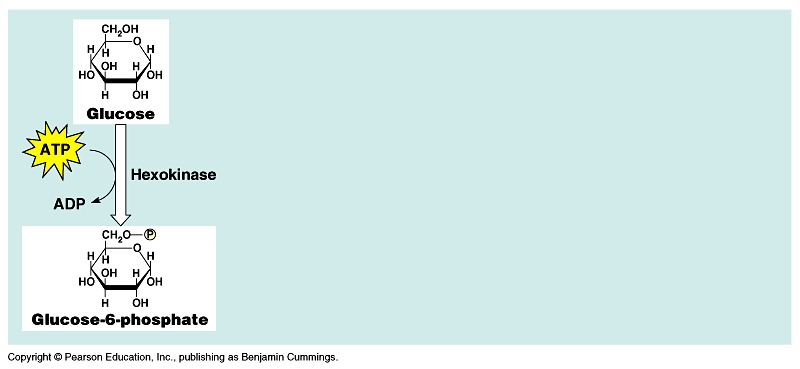 CH2OH
O
H
H
H
OH
H
HO
OH
H
OH
Glucose
ATP
Hexokinase
ADP
CH2O—P
O
H
H
H
OH
H
HO
OH
H
OH
Glucose-6-phosphate
Copyright © Pearson Education, Inc., publishing as Benjamin Cummings.